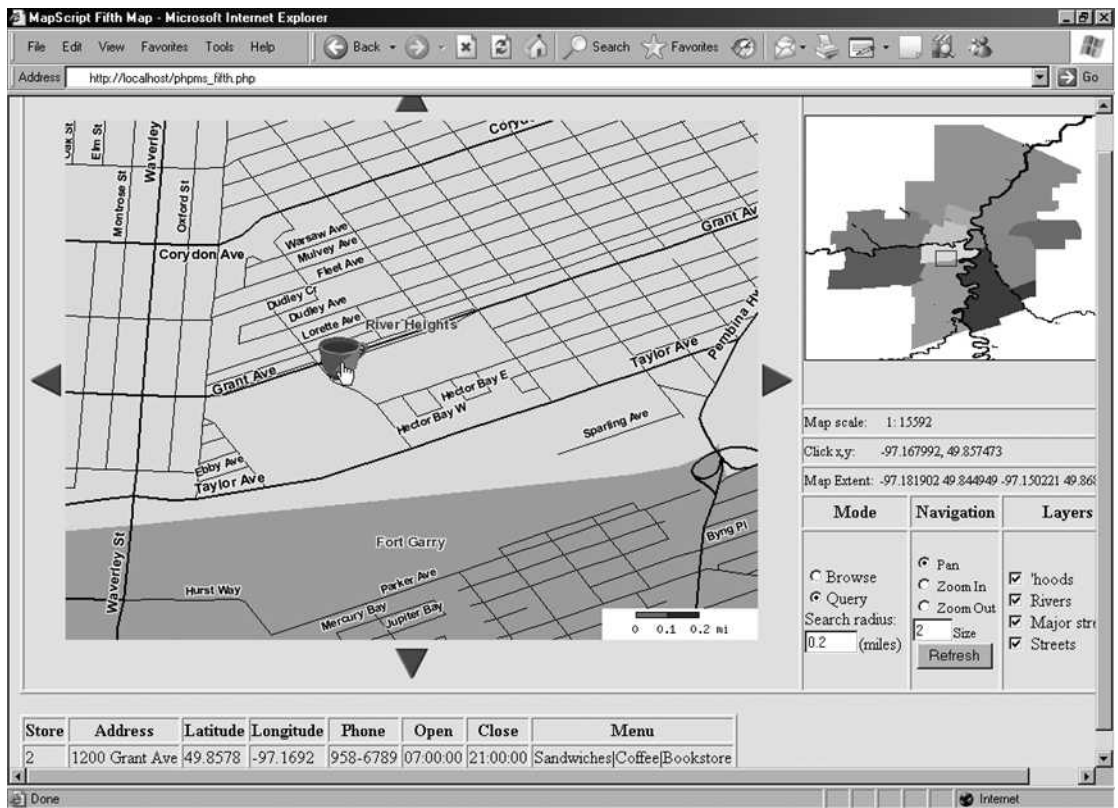 MapScript Fifth Map - Microsoft Internet Explorer
File Edit View Favorites Tools Help
Back Search Favorites
Address http://localhost/phpms_fifth.php Go
Oak St
Elm St
Montrose St
Waverley
Oxford St
Corydon Ave
Warsaw Ave
Mulvey Ave
Fleet Ave
Dudley Cr
Dudley Ave
Lorette Ave
River Heights
Grant Av
Grant Ave
Hector Bay E
Hector Bay W
Taylor Ave
Sparling Ave
Ebby Ave
Taylor Ave
Waverley St
Fort Garry
Byng Pl
Hurst Way
Parker Ave
Mercury Bay
Jupiter Bay
0 0.1 0.2 mi
Map scale: 1:15592
Click x,y: -97.167992, 49.857473
Map Extent: -97.181902 49.844949 -97.150221 49.868
Mode Navigation Layers
Browse
Query
Search radius:
0.2 (miles)
Pan
Zoom In
Zoom Out
2 Size
Refresh
'hoods
Rivers
Major stre
Streets
Store Address Latitude Longitude Phone Open Close Menu
2 1200 Grant Ave 49.8578 -97.1692 958-6789 07:00:00 21:00:00 Sandwiches|Coffee|Bookstore
Done Internet